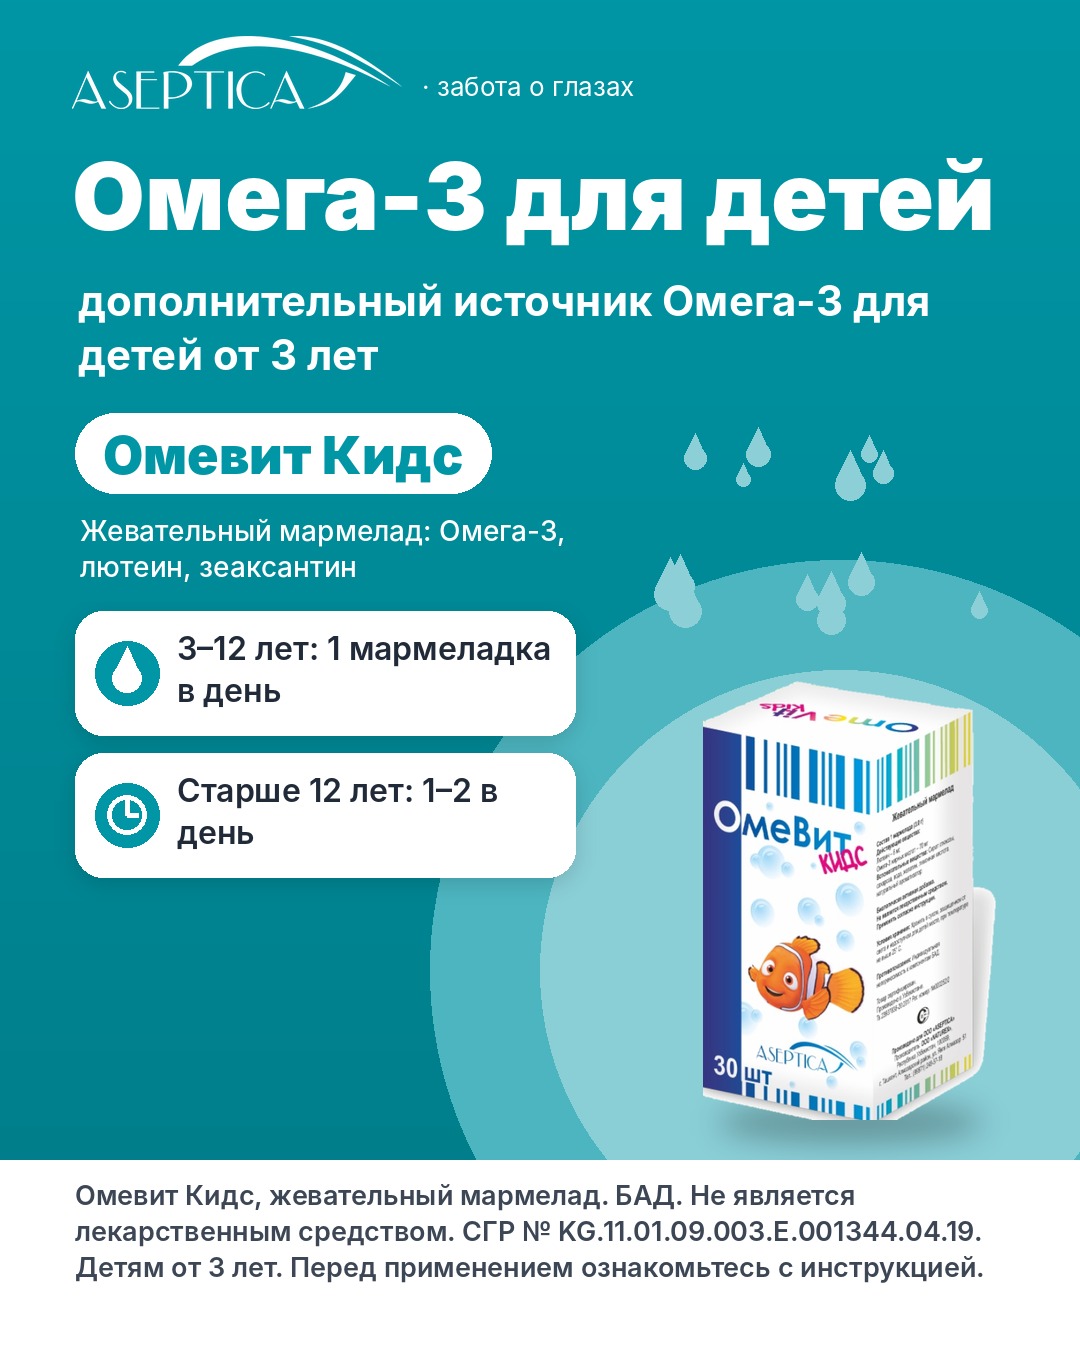 ASEPTICA · забота о глазах
Омега-3 для детей
дополнительный источник Омега-3 для
детей от 3 лет
Омевит Кидс
Жевательный мармелад: Омега-3,
лютеин, зеаксантин
3–12 лет: 1 мармеладка
в день
Старше 12 лет: 1–2 в
день
OmeVit
Kids
ОмеВит
кидс
Жевательный мармелад
ASEPTICA
30 шт
Омевит Кидс, жевательный мармелад. БАД. Не является
лекарственным средством. СГР № KG.11.01.09.003.E.001344.04.19.
Детям от 3 лет. Перед применением ознакомьтесь с инструкцией.